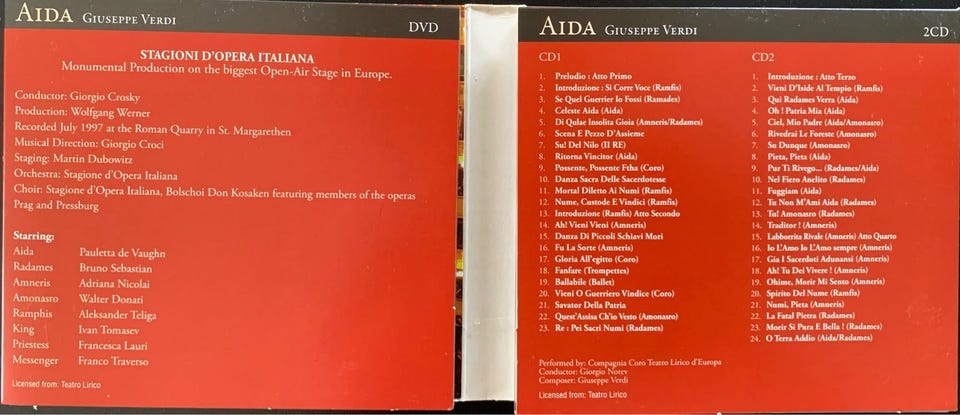 AIDA GIUSEPPE VERDI
DVD
STAGIONI D'OPERA ITALIANA
Monumental Production on the biggest Open-Air Stage in Europe.
Conductor: Giorgio Crosky
Production: Wolfgang Werner
Recorded July 1997 at the Roman Quarry in St. Margarethen
Musical Direction: Giorgio Croci
Staging: Martin Dubowitz
Orchestra: Stagione d'Opera Italiana
Choir: Stagione d'Opera Italiana, Bolschoi Don Kosaken featuring members of the operas
Prag and Pressburg
Starring:
Aida Pauletta de Vaughn
Radames Bruno Sebastian
Amneris Adriana Nicolai
Amonasro Walter Donati
Ramphis Aleksander Teliga
King Ivan Tomasev
Priestess Francesca Lauri
Messenger Franco Traverso
Licensed from: Teatro Lirico
AIDA GIUSEPPE VERDI
2CD
CD1
1. Preludio : Atto Primo
2. Introduzione : Si Corre Voce (Ramfis)
3. Se Quel Guerrier Io Fossi (Ramades)
4. Celeste Aida (Aida)
5. Di Qulae Insolita Gioia (Amneris/Radames)
6. Scena E Pezzo D'Assieme
7. Su! Del Nilo (II RE)
8. Ritorna Vincitor (Aida)
9. Possente, Possente Ftha (Coro)
10. Danza Sacra Delle Sacerdotesse
11. Mortal Diletto Ai Numi (Ramfis)
12. Nume, Custode E Vindici (Ramfis)
13. Introduzione (Ramfis) Atto Secondo
14. Ah! Vieni Vieni (Amneris)
15. Danza Di Piccoli Schiavi Mori
16. Fu La Sorte (Amneris)
17. Gloria All'egitto (Coro)
18. Fanfare (Trompettes)
19. Ballabile (Ballet)
20. Vieni O Guerriero Vindice (Coro)
21. Savator Della Patria
22. Quest'Assisa Ch'io Vesto (Amonasro)
23. Re : Pei Sacri Numi (Radames)
CD2
1. Introduzione : Atto Terzo
2. Vieni D'Iside Al Tempio (Ramfis)
3. Qui Radames Verra (Aida)
4. Oh ! Patria Mia (Aida)
5. Ciel, Mio Padre (Aida/Amonasro)
6. Rivedrai Le Foreste (Amonasro)
7. Su Dunque (Amonasro)
8. Pieta, Pieta (Aida)
9. Pur Ti Rivego... (Radames/Aida)
10. Nel Fiero Anelito (Radames)
11. Fuggiam (Aida)
12. Tu Non M'Ami Aida (Radames)
13. Tu! Amonasro (Radames)
14. Traditor ! (Amneris)
15. Labborrita Rivale (Amneris) Atto Quarto
16. Io L'Amo Io L'Amo sempre (Amneris)
17. Gia I Sacerdoti Adunansi (Amneris)
18. Ah! Tu Dei Vivere ! (Amneris)
19. Ohime, Morir Mi Sento (Amneris)
20. Spirito Del Nume (Ramfis)
21. Numi, Pieta (Amneris)
22. La Fatal Pietra (Radames)
23. Morir Si Pura E Bella ! (Radames)
24. O Terra Addio (Aida/Radames)
Performed by: Compagnia Coro Teatro Lirico d'Europa
Conductor: Giorgio Notev
Composer: Giuseppe Verdi
Licensed from: Teatro Lirico